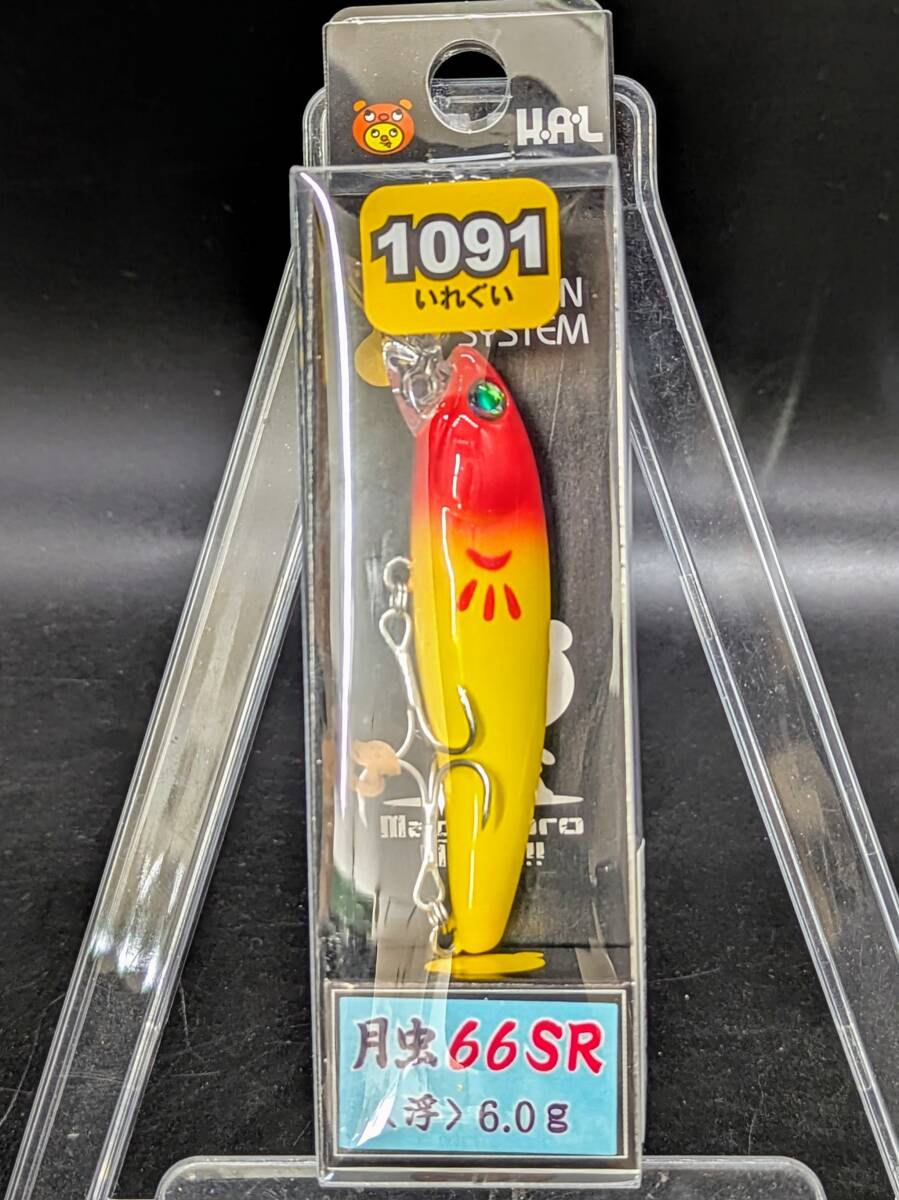 H.A.L
1091
いれぐい
SYSTEM
月虫66SR
<浮> 6.0g